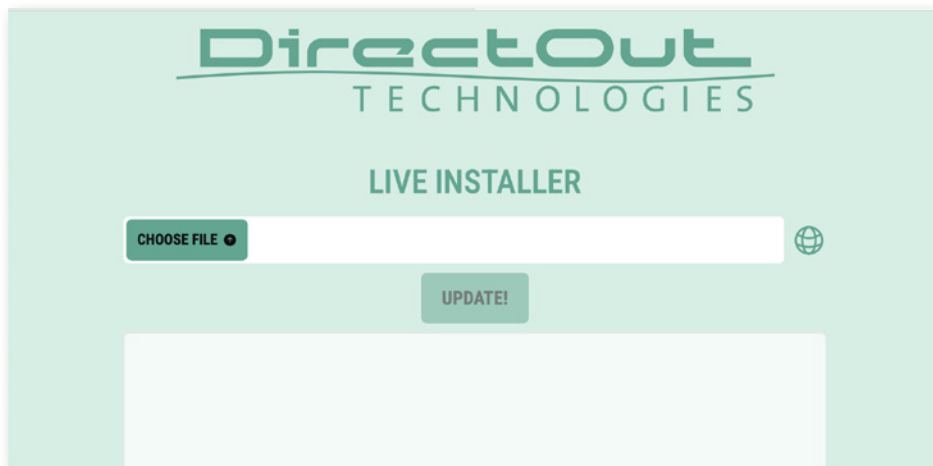 DirectOut
TECHNOLOGIES
LIVE INSTALLER
CHOOSE FILE
UPDATE!